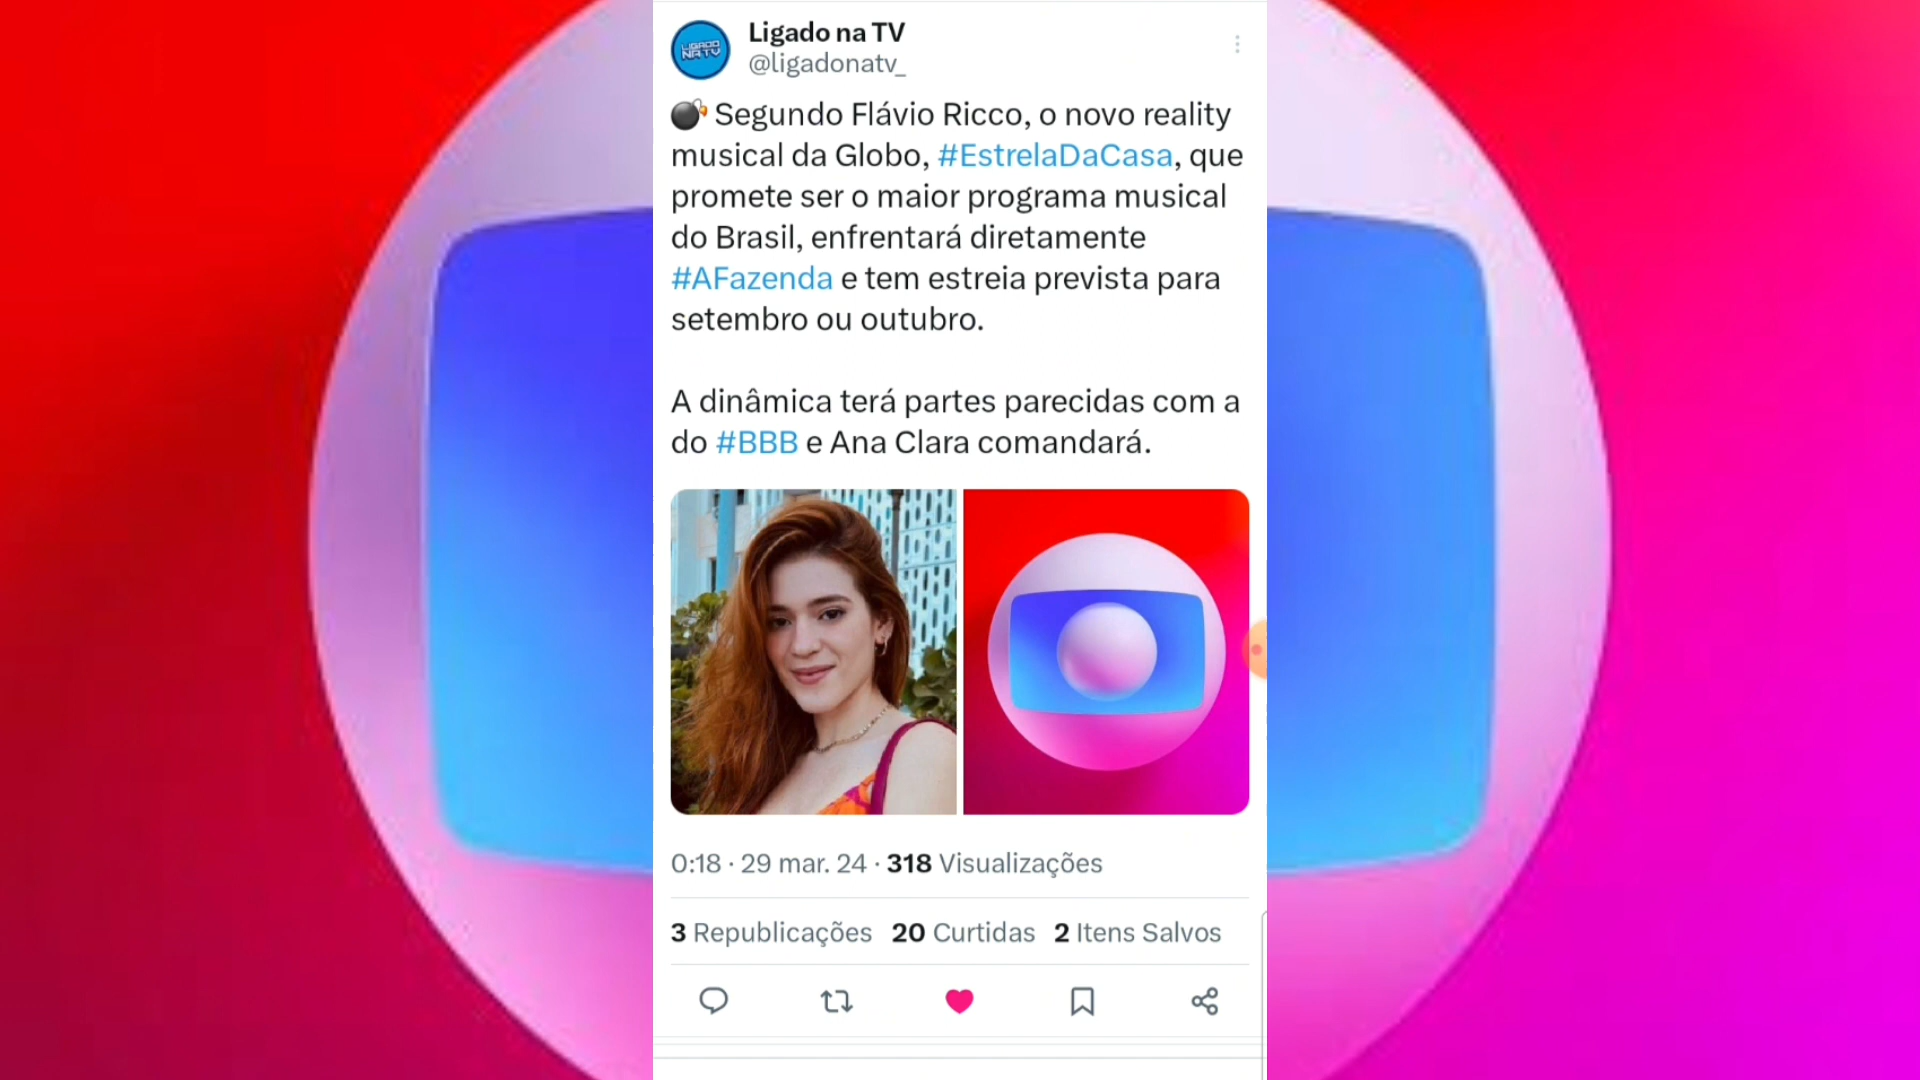 Ligado na TV
@ligadonatv_
LIGADO
NATV
Segundo Flávio Ricco, o novo reality
musical da Globo, #EstrelaDaCasa, que
promete ser o maior programa musical
do Brasil, enfrentará diretamente
#AFazenda e tem estreia prevista para
setembro ou outubro.
A dinâmica terá partes parecidas com a
do #BBB e Ana Clara comandará.
0:18 · 29 mar. 24 · 318 Visualizações
3 Republicações 20 Curtidas 2 Itens Salvos